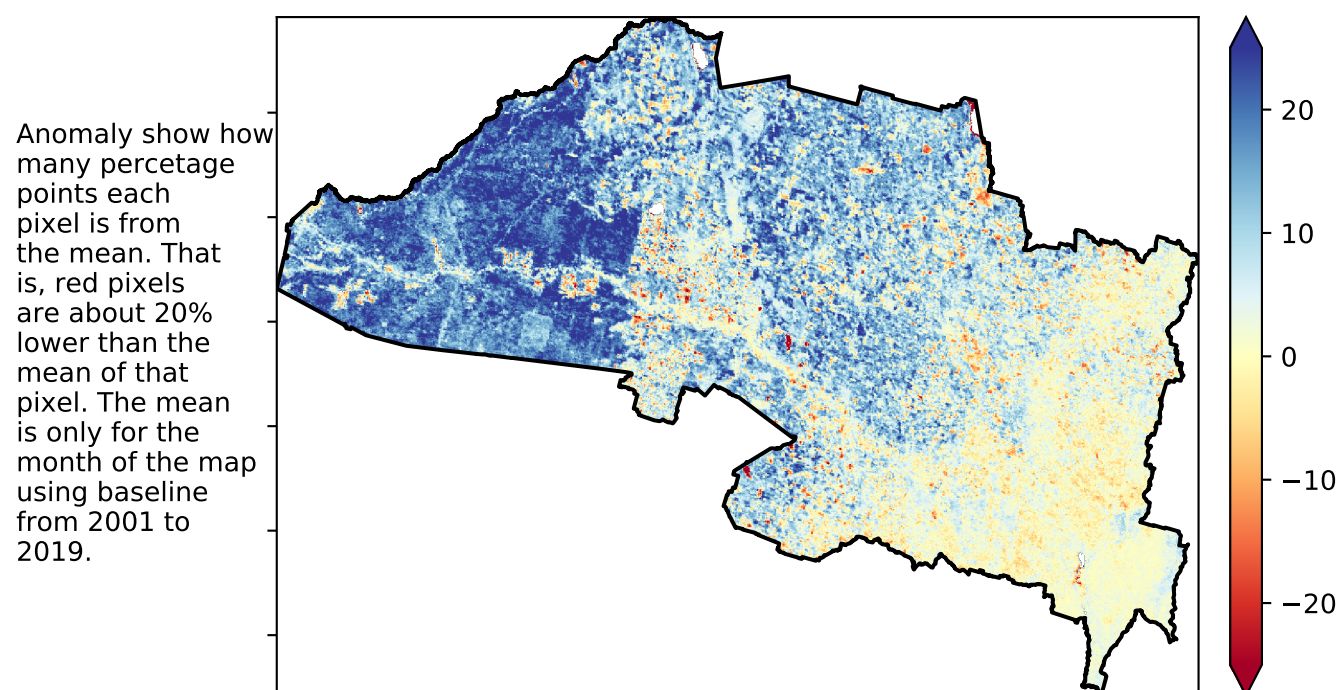 Anomaly show how
many percetage
points each
pixel is from
the mean. That
is, red pixels
are about 20%
lower than the
mean of that
pixel. The mean
is only for the
month of the map
using baseline
from 2001 to
2019.
20
10
0
−10
−20